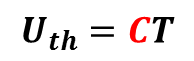 U_th = CT